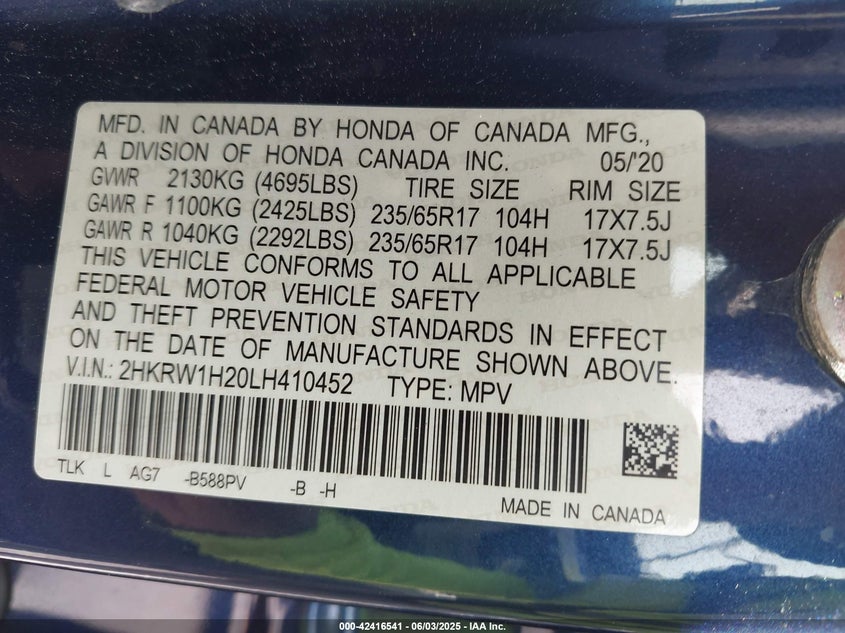 MFD. IN CANADA BY HONDA OF CANADA MFG.,
A DIVISION OF HONDA CANADA INC. 05/'20
GVWR 2130KG (4695LBS) TIRE SIZE RIM SIZE
GAWR F 1100KG (2425LBS) 235/65R17 104H 17X7.5J
GAWR R 1040KG (2292LBS) 235/65R17 104H 17X7.5J
THIS VEHICLE CONFORMS TO ALL APPLICABLE
FEDERAL MOTOR VEHICLE SAFETY
AND THEFT PREVENTION STANDARDS IN EFFECT
ON THE DATE OF MANUFACTURE SHOWN ABOVE.
V.I.N.: 2HKRW1H20LH410452 TYPE: MPV
TLK L AG7 -B588PV -B -H
MADE IN CANADA
000-42416541 - 06/03/2025 - IAA Inc.